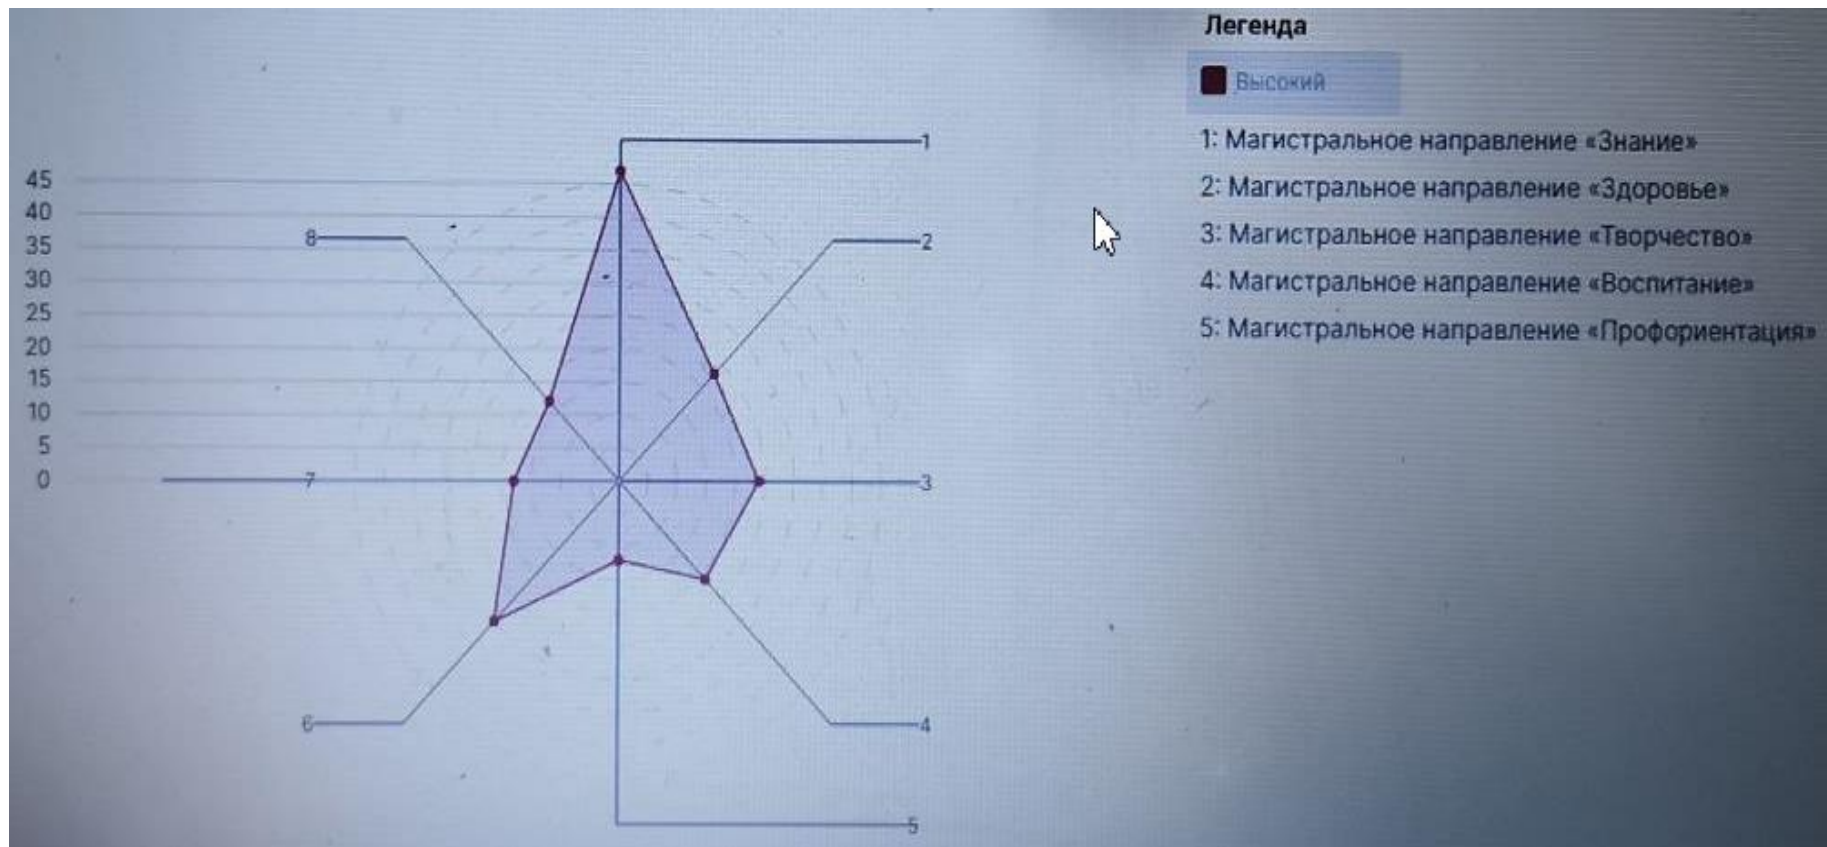 Легенда
Высокий
1: Магистральное направление «Знание»
2: Магистральное направление «Здоровье»
3: Магистральное направление «Творчество»
4: Магистральное направление «Воспитание»
5: Магистральное направление «Профориентация»
1
45
40
35
30
25
20
15
10
5
0
8
2
7
3
6
4
5